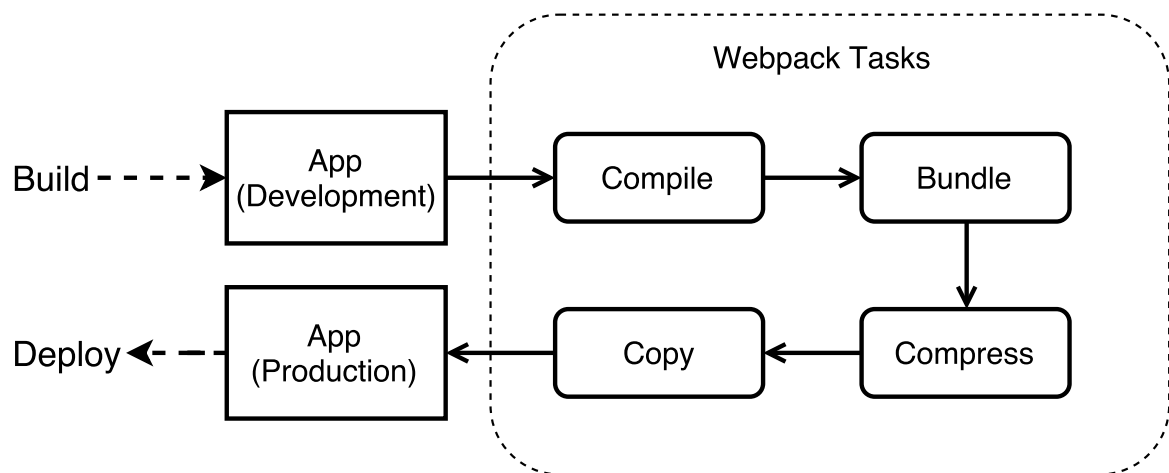 Webpack Tasks
Build
App
(Development)
Compile
Bundle
Deploy
App
(Production)
Copy
Compress